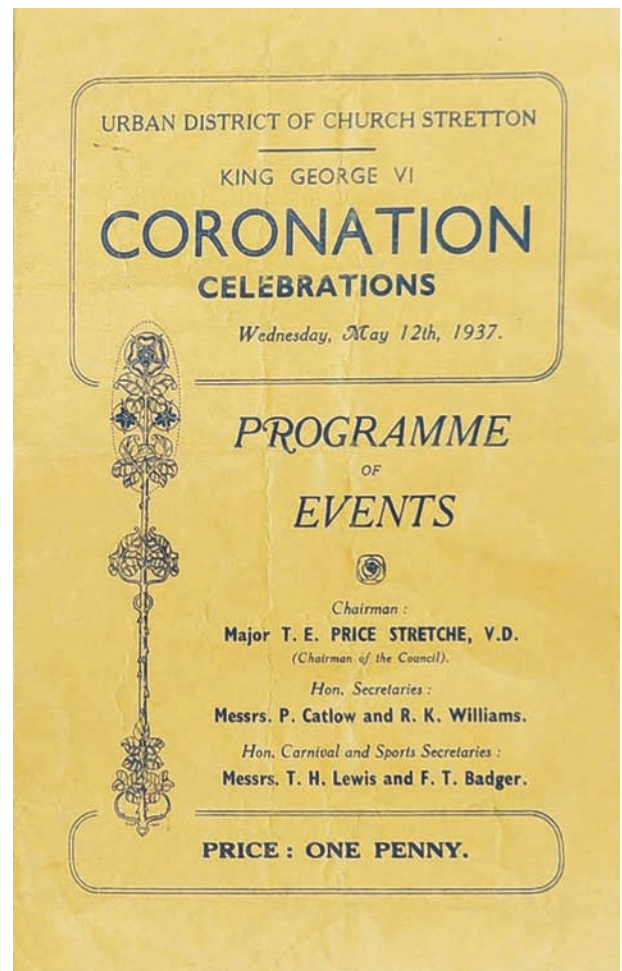 URBAN DISTRICT OF CHURCH STRETTON
KING GEORGE VI
CORONATION
CELEBRATIONS
Wednesday, May 12th, 1937.
PROGRAMME
OF
EVENTS
Chairman :
Major T. E. PRICE STRETCHE, V.D.
(Chairman of the Council).
Hon. Secretaries :
Messrs. P. Catlow and R. K. Williams.
Hon. Carnival and Sports Secretaries :
Messrs. T. H. Lewis and F. T. Badger.
PRICE : ONE PENNY.